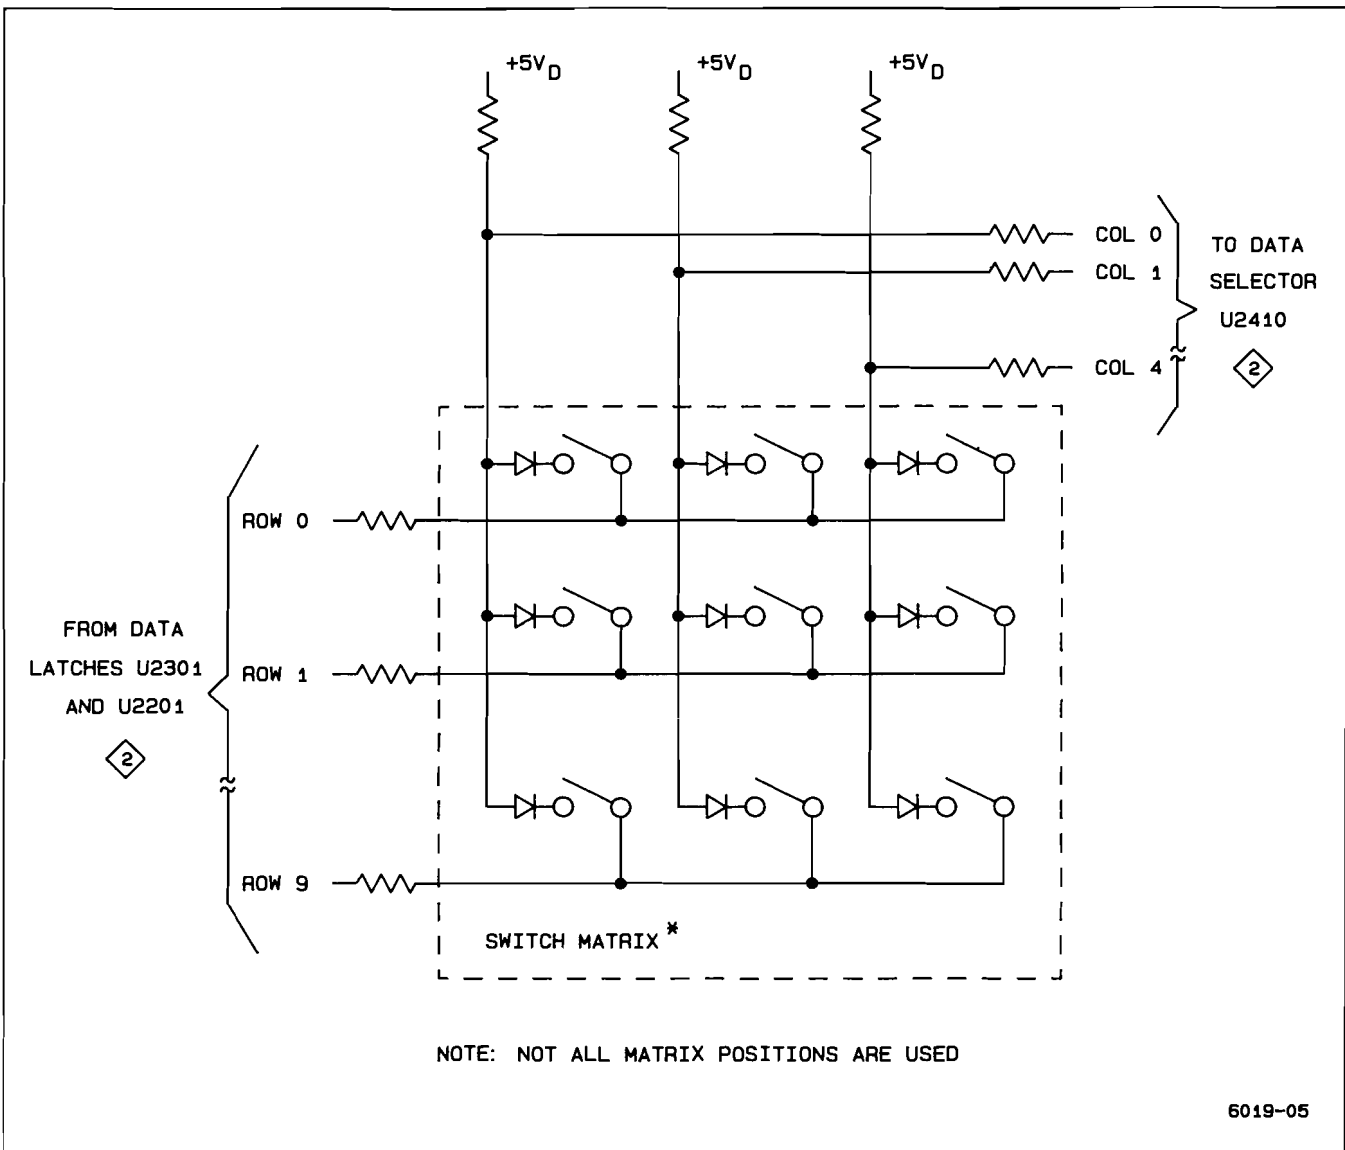 +5VD +5VD +5VD
COL 0
COL 1
COL 4
TO DATA
SELECTOR
U2410
2
ROW 0
ROW 1
ROW 9
FROM DATA
LATCHES U2301
AND U2201
2
SWITCH MATRIX*
NOTE: NOT ALL MATRIX POSITIONS ARE USED
6019-05